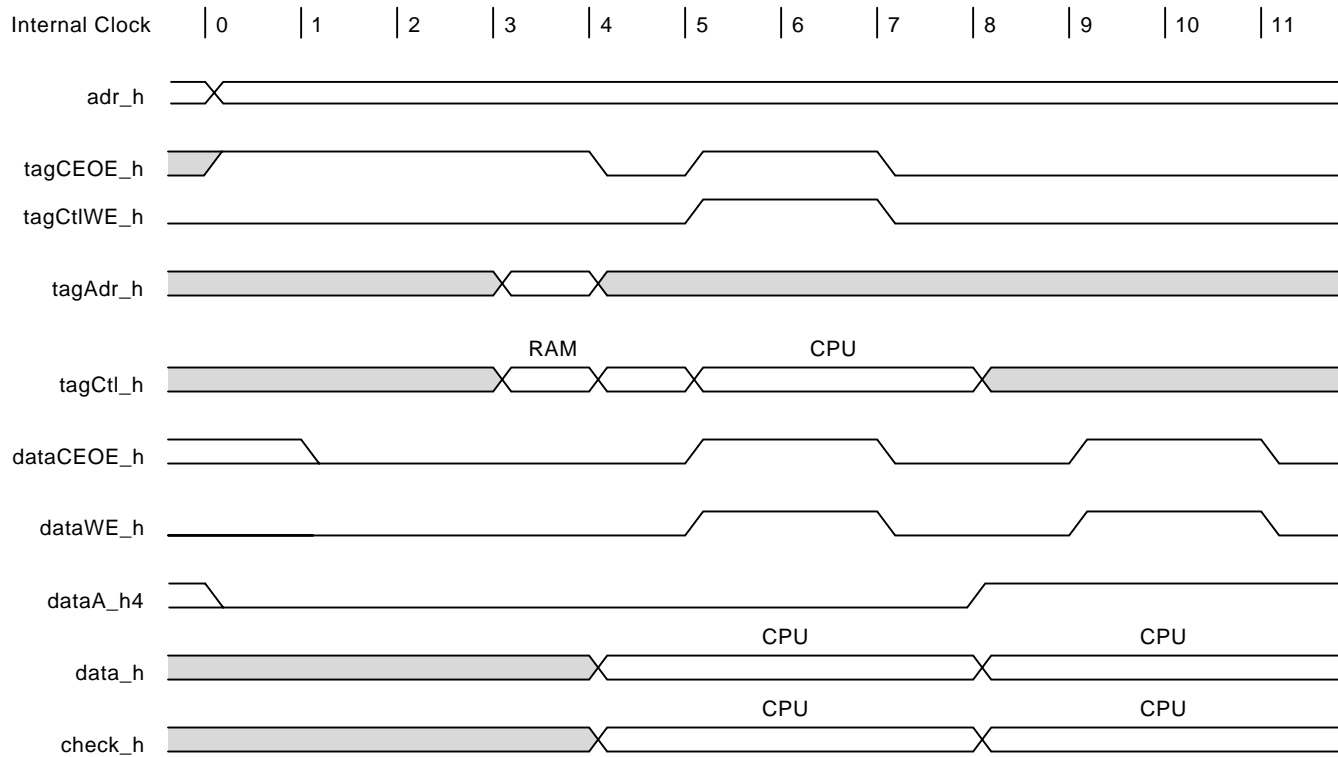 Internal Clock 0 1 2 3 4 5 6 7 8 9 10 11
adr_h
tagCEOE_h
tagCtlWE_h
tagAdr_h
RAM CPU
tagCtl_h
dataCEOE_h
dataWE_h
dataA_h4
CPU CPU
data_h
CPU CPU
check_h